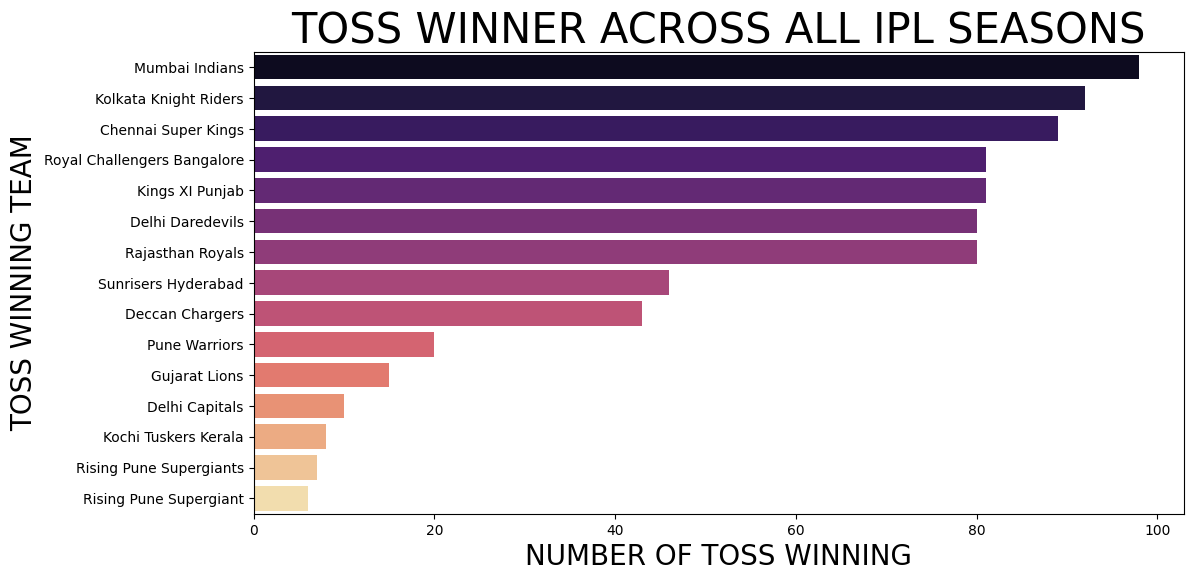 TOSS WINNER ACROSS ALL IPL SEASONS
TOSS WINNING TEAM
Mumbai Indians
Kolkata Knight Riders
Chennai Super Kings
Royal Challengers Bangalore
Kings XI Punjab
Delhi Daredevils
Rajasthan Royals
Sunrisers Hyderabad
Deccan Chargers
Pune Warriors
Gujarat Lions
Delhi Capitals
Kochi Tuskers Kerala
Rising Pune Supergiants
Rising Pune Supergiant
0 20 40 60 80 100
NUMBER OF TOSS WINNING